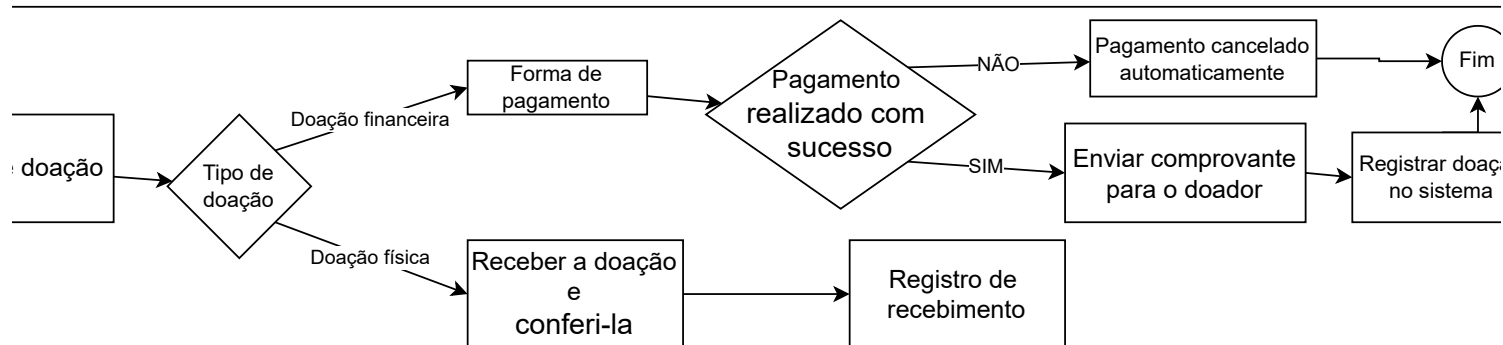 doação
Tipo de
doação
Doação financeira
Forma de
pagamento
Pagamento
realizado com
sucesso
NÃO
Pagamento cancelado
automaticamente
Fim
SIM
Enviar comprovante
para o doador
Registrar
no sistema
Doação física
Receber a doação
e
conferi-la
Registro de
recebimento